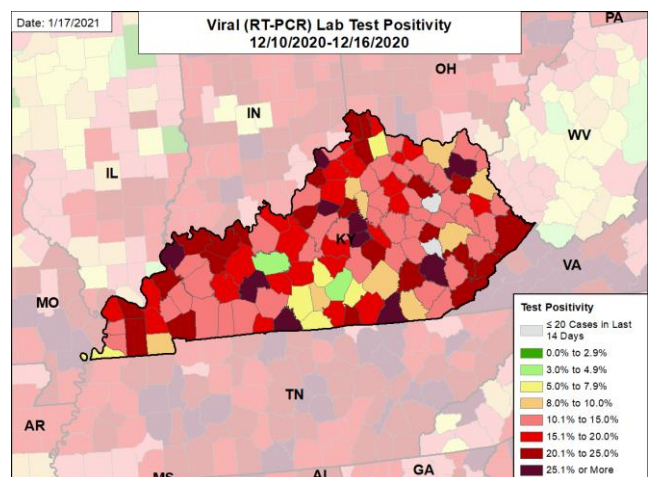 Date: 1/17/2021
Viral (RT-PCR) Lab Test Positivity
12/10/2020-12/16/2020
PA
OH
IN
WV
IL
KY
VA
MO
TN
AR
MS
AL
GA
Test Positivity
≤ 20 Cases in Last
14 Days
0.0% to 2.9%
3.0% to 4.9%
5.0% to 7.9%
8.0% to 10.0%
10.1% to 15.0%
15.1% to 20.0%
20.1% to 25.0%
25.1% or More